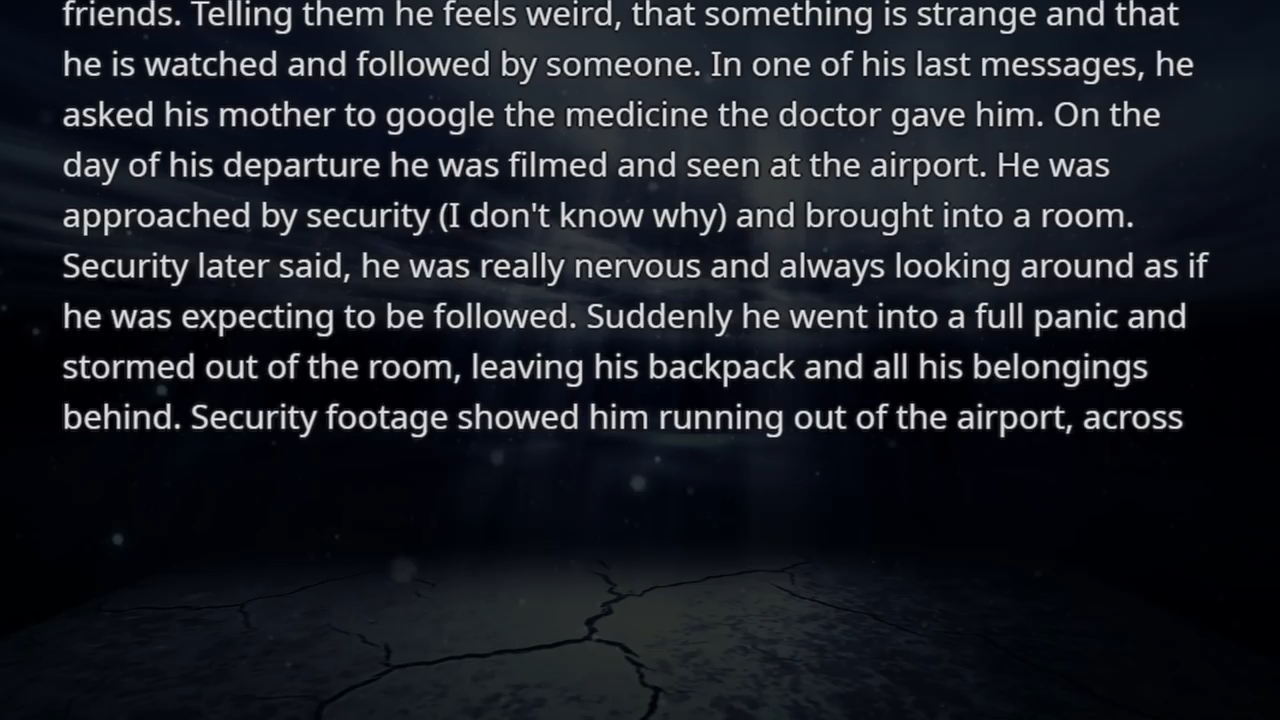 friends. Telling them he feels weird, that something is strange and that
he is watched and followed by someone. In one of his last messages, he
asked his mother to google the medicine the doctor gave him. On the
day of his departure he was filmed and seen at the airport. He was
approached by security (I don't know why) and brought into a room.
Security later said, he was really nervous and always looking around as if
he was expecting to be followed. Suddenly he went into a full panic and
stormed out of the room, leaving his backpack and all his belongings
behind. Security footage showed him running out of the airport, across